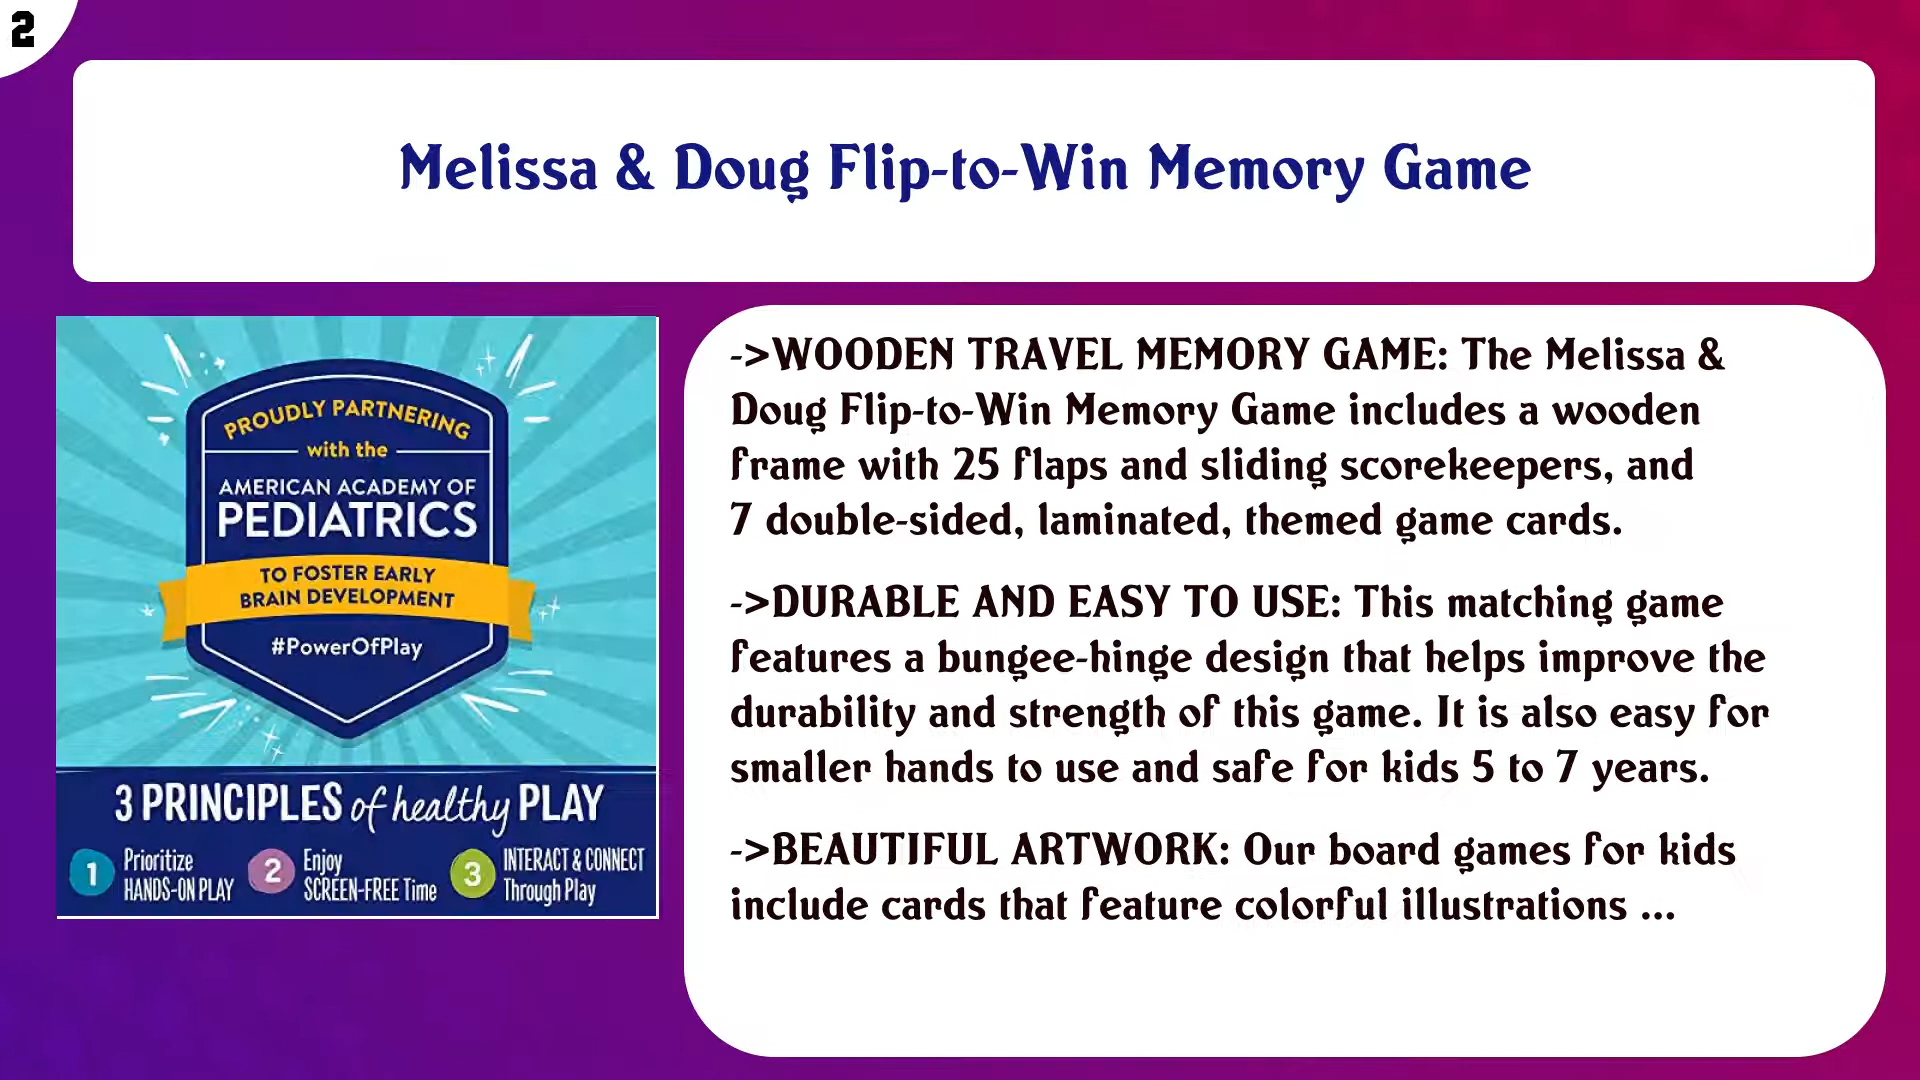 2
Melissa & Doug Flip-to-Win Memory Game
PROUDLY PARTNERING
with the
AMERICAN ACADEMY OF
PEDIATRICS
TO FOSTER EARLY
BRAIN DEVELOPMENT
#PowerOfPlay
3 PRINCIPLES of healthy PLAY
1 Prioritize
HANDS-ON PLAY
2 Enjoy
SCREEN-FREE Time
3 INTERACT & CONNECT
Through Play
->WOODEN TRAVEL MEMORY GAME: The Melissa &
Doug Flip-to-Win Memory Game includes a wooden
frame with 25 flaps and sliding scorekeepers, and
7 double-sided, laminated, themed game cards.
->DURABLE AND EASY TO USE: This matching game
features a bungee-hinge design that helps improve the
durability and strength of this game. It is also easy for
smaller hands to use and safe for kids 5 to 7 years.
->BEAUTIFUL ARTWORK: Our board games for kids
include cards that feature colorful illustrations ...